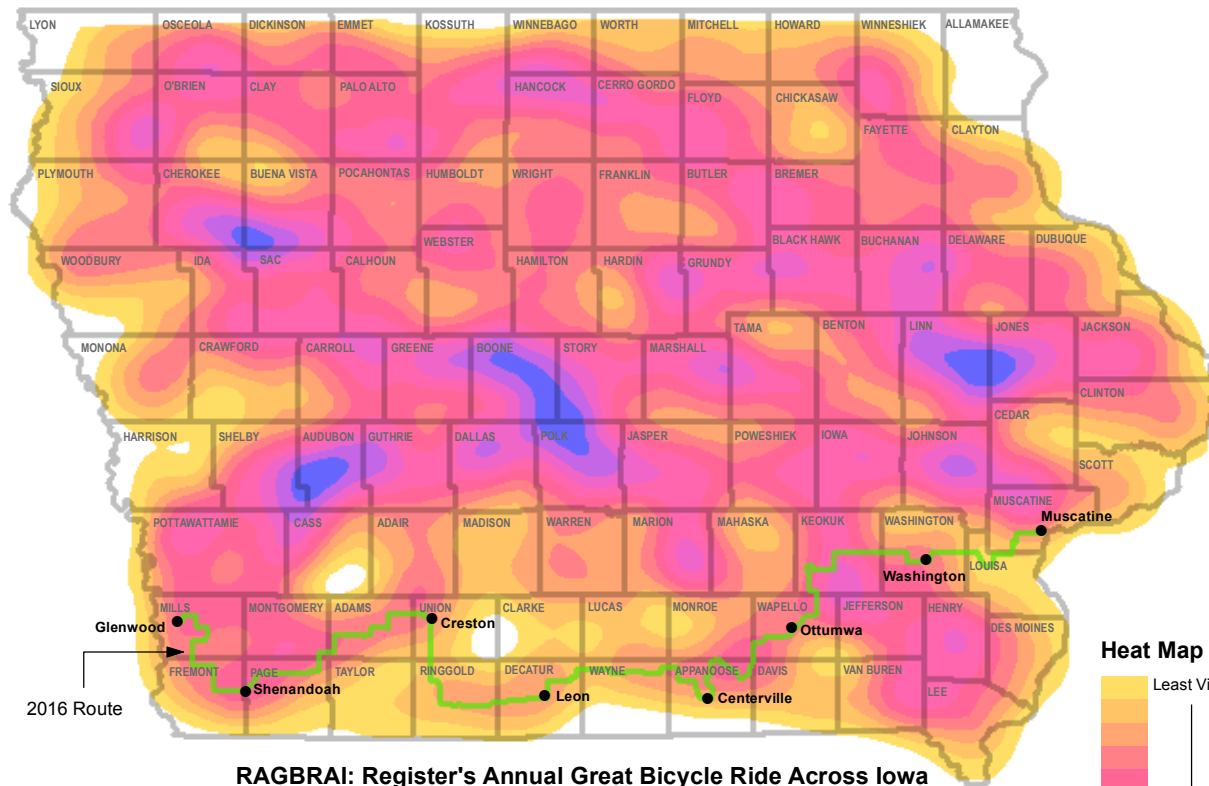 LYON OSCEOLA DICKINSON EMMET KOSSUTH WINNEBAGO WORTH MITCHELL HOWARD WINNESHIEK ALLAMAKEE
SIOUX O'BRIEN CLAY PALO ALTO HANCOCK CERRO GORDO FLOYD CHICKASAW
FAYETTE CLAYTON
PLYMOUTH CHEROKEE BUENA VISTA POCAHONTAS HUMBOLDT WRIGHT FRANKLIN BUTLER BREMER
WEBSTER BLACK HAWK BUCHANAN DELAWARE DUBUQUE
WOODBURY IDA SAC CALHOUN HAMILTON HARDIN GRUNDY
TAMA BENTON LINN JONES JACKSON
MONONA CRAWFORD CARROLL GREENE BOONE STORY MARSHALL
CLINTON
CEDAR
HARRISON SHELBY AUDUBON GUTHRIE DALLAS POLK JASPER POWESHIEK IOWA JOHNSON
SCOTT
MUSCATINE
Muscatine
POTTAWATTAMIE CASS ADAIR MADISON WARREN MARION MAHASKA KEOKUK WASHINGTON
LOUISA
Washington
MILLS MONTGOMERY ADAMS UNION CLARKE LUCAS MONROE WAPELLO JEFFERSON HENRY
Glenwood Creston Ottumwa DES MOINES
FREMONT PAGE TAYLOR RINGGOLD DECATUR WAYNE APPANOOSE DAVIS VAN BUREN
Shenandoah Leon Centerville LEE
2016 Route
Heat Map
Least Vi
RAGBRAI: Register's Annual Great Bicycle Ride Across Iowa